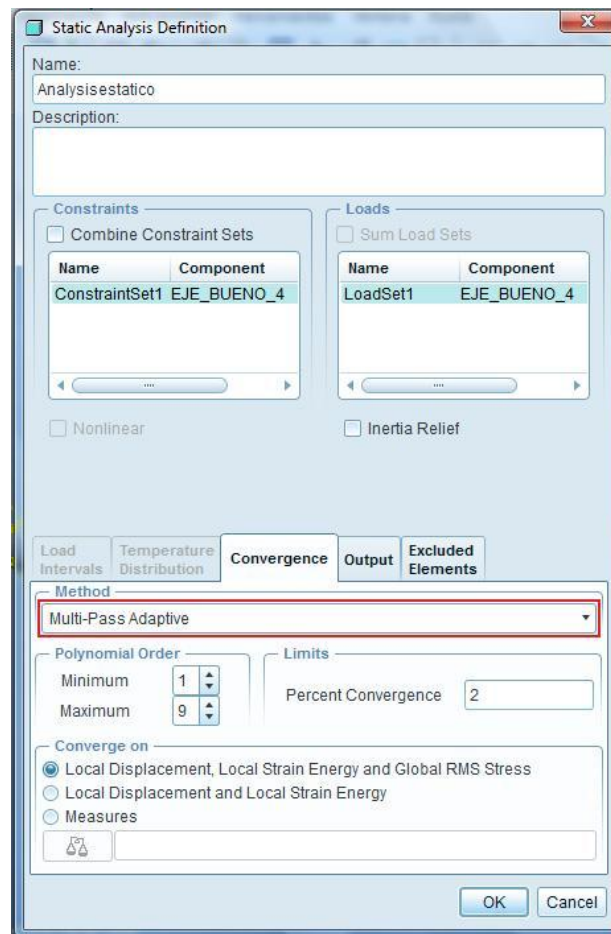 Static Analysis Definition
Name:
Analysisestatico
Description:
Constraints
Combine Constraint Sets
Name Component
ConstraintSet1 EJE_BUENO_4
Nonlinear
Loads
Sum Load Sets
Name Component
LoadSet1 EJE_BUENO_4
Inertia Relief
Load Intervals
Temperature Distribution
Convergence
Output
Excluded Elements
Method
Multi-Pass Adaptive
Polynomial Order
Minimum 1
Maximum 9
Limits
Percent Convergence 2
Converge on
Local Displacement, Local Strain Energy and Global RMS Stress
Local Displacement and Local Strain Energy
Measures
OK Cancel